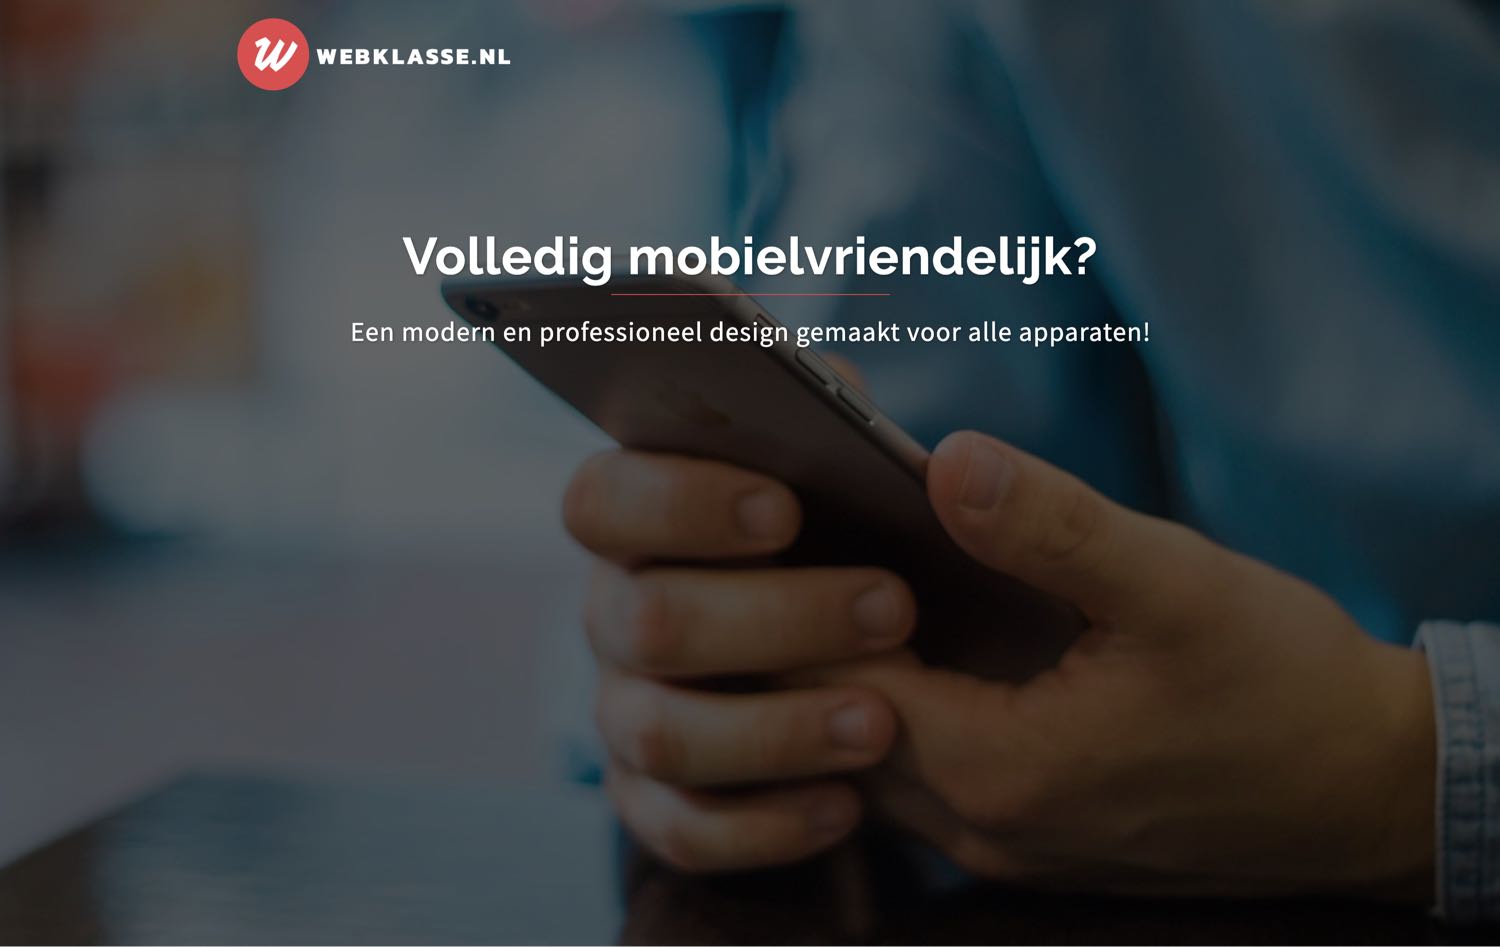 W WEBKLASSE.NL
Volledig mobielvriendelijk?
Een modern en professioneel design gemaakt voor alle apparaten!